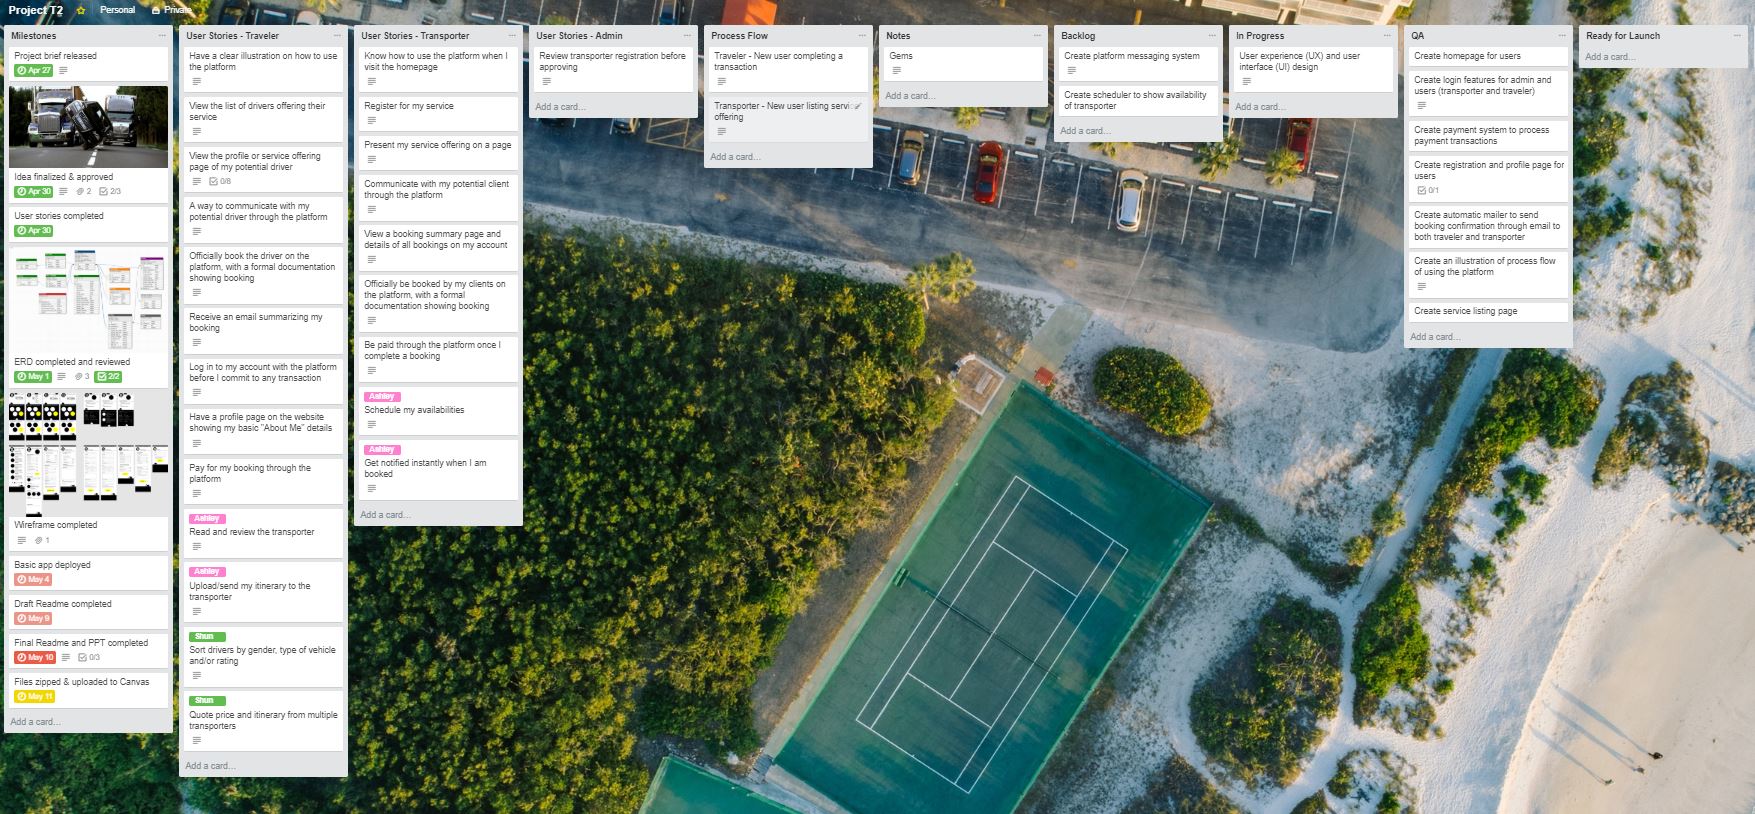 Project T2
Personal
Private
Milestones
Project brief released
Apr 27
Idea finalized & approved
Apr 30
2
2/3
User stories completed
Apr 30
ERD completed and reviewed
May 1
3
2/2
Wireframe completed
1
Basic app deployed
May 4
Draft Readme completed
May 9
Final Readme and PPT completed
May 10
0/3
Files zipped & uploaded to Canvas
May 11
Add a card...
User Stories - Traveler
Have a clear illustration on how to use
the platform
View the list of drivers offering their
service
View the profile or service offering
page of my potential driver
0/8
A way to communicate with my
potential driver through the platform
Officially book the driver on the
platform, with a formal documentation
showing booking
Receive an email summarizing my
booking
Log in to my account with the platform
before I commit to any transaction
Have a profile page on the website
showing my basic "About Me" details
Pay for my booking through the
platform
Ashley
Read and review the transporter
Ashley
Upload/send my itinerary to the
transporter
Shun
Sort drivers by gender, type of vehicle
and/or rating
Shun
Quote price and itinerary from multiple
transporters
Add a card...
User Stories - Transporter
Know how to use the platform when I
visit the homepage
Register for my service
Present my service offering on a page
Communicate with my potential client
through the platform
View a booking summary page and
details of all bookings on my account
Officially be booked by my clients on
the platform, with a formal
documentation showing booking
Be paid through the platform once I
complete a booking
Ashley
Schedule my availabilities
Ashley
Get notified instantly when I am
booked
Add a card...
User Stories - Admin
Review transporter registration before
approving
Add a card...
Process Flow
Traveler - New user completing a
transaction
Transporter - New user listing service
offering
Add a card...
Notes
Gems
Add a card...
Backlog
Create platform messaging system
Create scheduler to show availability
of transporter
Add a card...
In Progress
User experience (UX) and user
interface (UI) design
Add a card...
QA
Create homepage for users
Create login features for admin and
users (transporter and traveler)
Create payment system to process
payment transactions
Create registration and profile page for
users
0/1
Create automatic mailer to send
booking confirmation through email to
both traveler and transporter
Create an illustration of process flow
of using the platform
Create service listing page
Add a card...
Ready for Launch
Add a card...